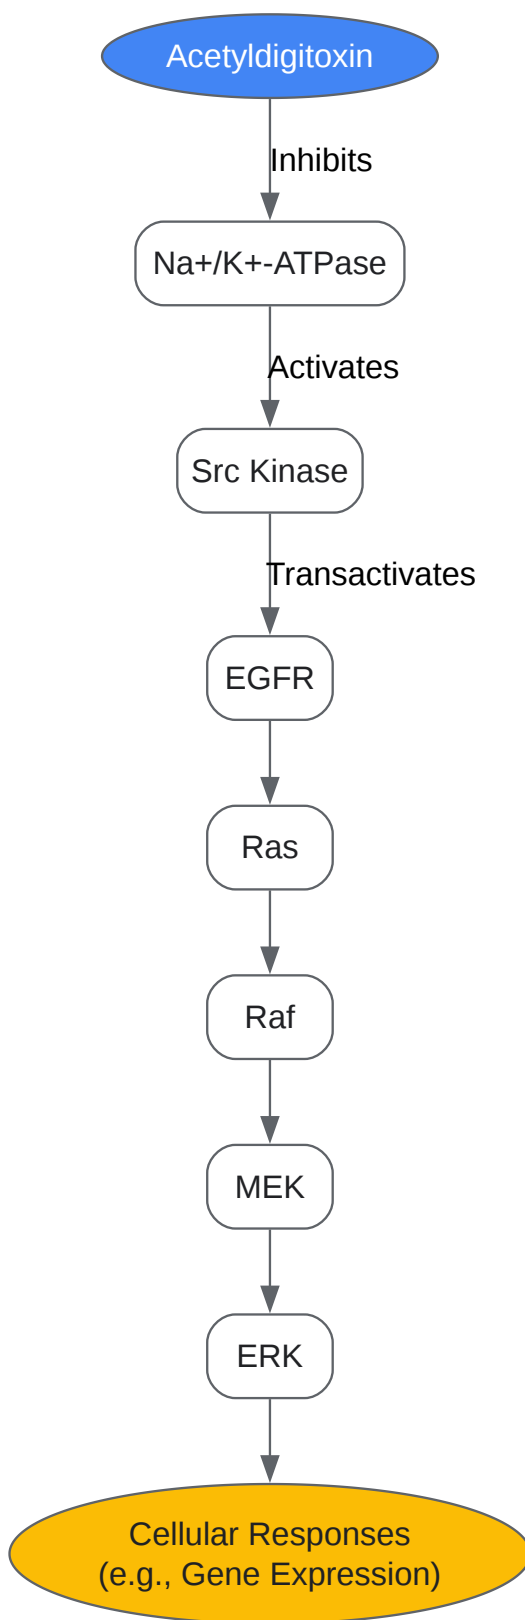 Acetyldigitoxin
Inhibits
Na+/K+-ATPase
Activates
Src Kinase
Transactivates
EGFR
Ras
Raf
MEK
ERK
Cellular Responses
(e.g., Gene Expression)